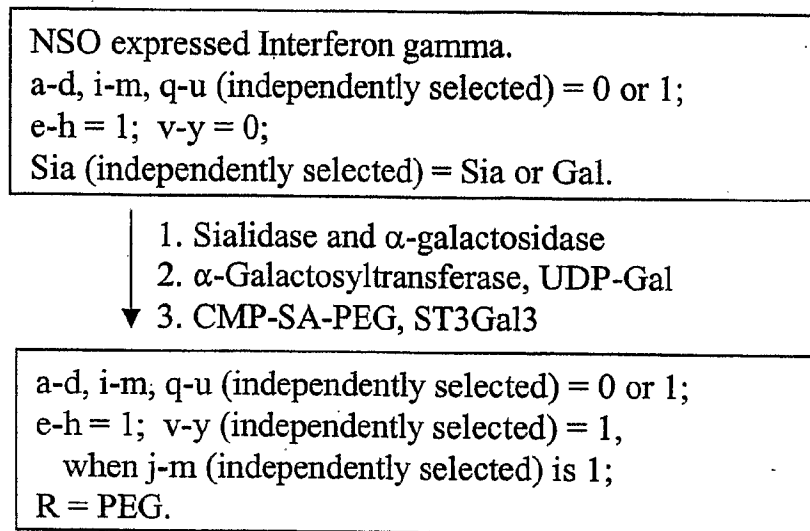 NSO expressed Interferon gamma.
a-d, i-m, q-u (independently selected) = 0 or 1;
e-h = 1; v-y = 0;
Sia (independently selected) = Sia or Gal.
1. Sialidase and α-galactosidase
2. α-Galactosyltransferase, UDP-Gal
3. CMP-SA-PEG, ST3Gal3
a-d, i-m, q-u (independently selected) = 0 or 1;
e-h = 1; v-y (independently selected) = 1,
when j-m (independently selected) is 1;
R = PEG.